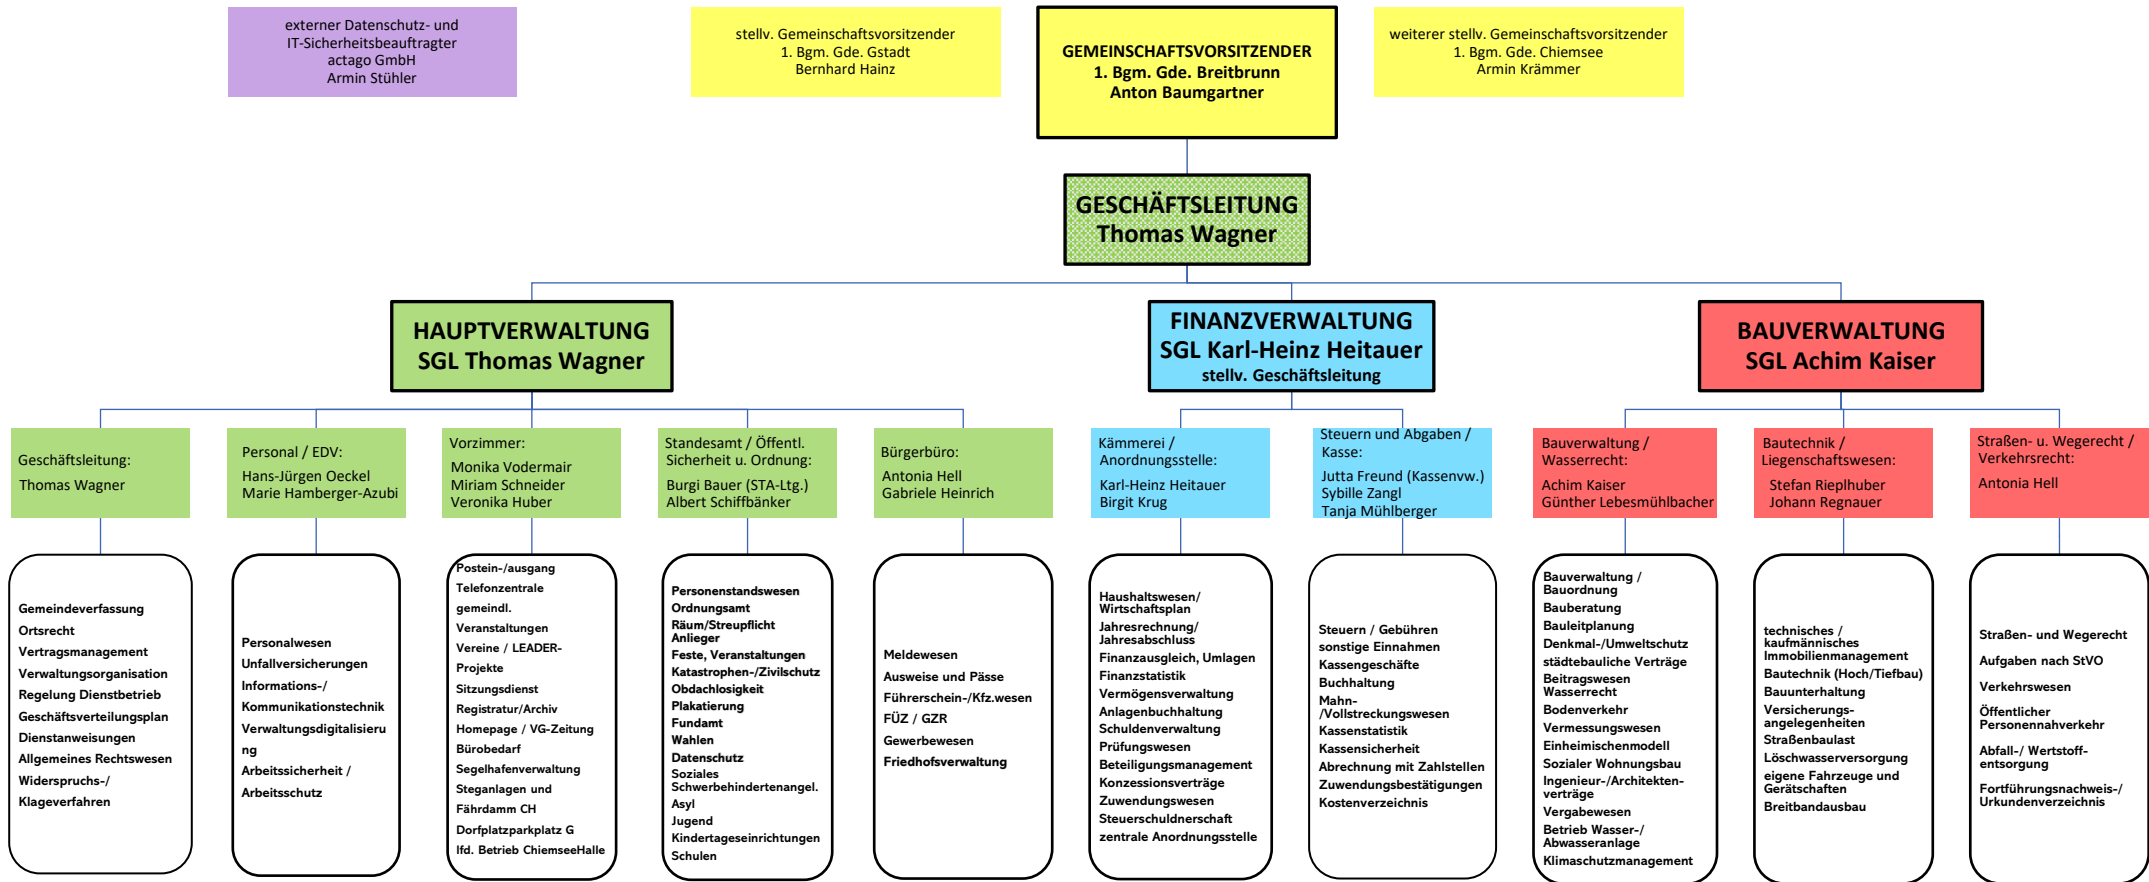 externer Datenschutz- und
IT-Sicherheitsbeauftragter
actago GmbH
Armin Stühler
stellv. Gemeinschaftsvorsitzender
1. Bgm. Gde. Gstadt
Bernhard Hainz
GEMEINSCHAFTSVORSITZENDER
1. Bgm. Gde. Breitbrunn
Anton Baumgartner
weiterer stellv. Gemeinschaftsvorsitzender
1. Bgm. Gde. Chiemsee
Armin Krämmer
GESCHÄFTSLEITUNG
Thomas Wagner
HAUPTVERWALTUNG
SGL Thomas Wagner
FINANZVERWALTUNG
SGL Karl-Heinz Heitauer
stellv. Geschäftsleitung
BAUVERWALTUNG
SGL Achim Kaiser
Geschäftsleitung:
Thomas Wagner
Personal / EDV:
Hans-Jürgen Oeckel
Marie Hamberger-Azubi
Vorzimmer:
Monika Vodermair
Miriam Schneider
Veronika Huber
Standesamt / Öffentl.
Sicherheit u. Ordnung:
Burgi Bauer (STA-Ltg.)
Albert Schiffbänker
Bürgerbüro:
Antonia Hell
Gabriele Heinrich
Kämmerei /
Anordnungsstelle:
Karl-Heinz Heitauer
Birgit Krug
Steuern und Abgaben /
Kasse:
Jutta Freund (Kassenvw.)
Sybille Zangl
Tanja Mühlberger
Bauverwaltung /
Wasserrecht:
Achim Kaiser
Günther Lebesmühlbacher
Bautechnik /
Liegenschaftswesen:
Stefan Rieplhuber
Johann Regnauer
Straßen- u. Wegerecht /
Verkehrsrecht:
Antonia Hell
Gemeindeverfassung
Ortsrecht
Vertragsmanagement
Verwaltungsorganisation
Regelung Dienstbetrieb
Geschäftsverteilungsplan
Dienstanweisungen
Allgemeines Rechtswesen
Widerspruchs-/
Klageverfahren
Personalwesen
Unfallversicherungen
Informations-/
Kommunikationstechnik
Verwaltungsdigitalisieru
ng
Arbeitssicherheit /
Arbeitsschutz
Postein-/ausgang
Telefonzentrale
gemeindl.
Veranstaltungen
Vereine / LEADER-
Projekte
Sitzungsdienst
Registratur/Archiv
Homepage / VG-Zeitung
Bürobedarf
Segelhafenverwaltung
Steganlagen und
Fährdamm CH
Dorfplatzparkplatz G
lfd. Betrieb ChiemseeHalle
Personenstandswesen
Ordnungsamt
Räum/Streupflicht
Anlieger
Feste, Veranstaltungen
Katastrophen-/Zivilschutz
Obdachlosigkeit
Plakatierung
Fundamt
Wahlen
Datenschutz
Soziales
Schwerbehindertenangel.
Asyl
Jugend
Kindertageseinrichtungen
Schulen
Meldewesen
Ausweise und Pässe
Führerschein-/Kfz.wesen
FÜZ / GZR
Gewerbewesen
Friedhofsverwaltung
Haushaltswesen/
Wirtschaftsplan
Jahresrechnung/
Jahresabschluss
Finanzausgleich, Umlagen
Finanzstatistik
Vermögensverwaltung
Anlagenbuchhaltung
Schuldenverwaltung
Prüfungswesen
Beteiligungsmanagement
Konzessionsverträge
Zuwendungswesen
Steuerschuldnerschaft
zentrale Anordnungsstelle
Steuern / Gebühren
sonstige Einnahmen
Kassengeschäfte
Buchhaltung
Mahn-
/Vollstreckungswesen
Kassenstatistik
Kassensicherheit
Abrechnung mit Zahlstellen
Zuwendungsbestätigungen
Kostenverzeichnis
Bauverwaltung /
Bauordnung
Bauberatung
Bauleitplanung
Denkmal-/Umweltschutz
städtebauliche Verträge
Beitragswesen
Wasserrecht
Bodenverkehr
Vermessungswesen
Einheimischenmodell
Sozialer Wohnungsbau
Ingenieur-/Architekten-
verträge
Vergabewesen
Betrieb Wasser-/
Abwasseranlage
Klimaschutzmanagement
technisches /
kaufmännisches
Immobilienmanagement
Bautechnik (Hoch/Tiefbau)
Bauunterhaltung
Versicherungs-
angelegenheiten
Straßenbaulast
Löschwasserversorgung
eigene Fahrzeuge und
Gerätschaften
Breitbandausbau
Straßen- und Wegerecht
Aufgaben nach StVO
Verkehrswesen
Öffentlicher
Personennahverkehr
Abfall-/ Wertstoff-
entsorgung
Fortführungsnachweis-/
Urkundenverzeichnis